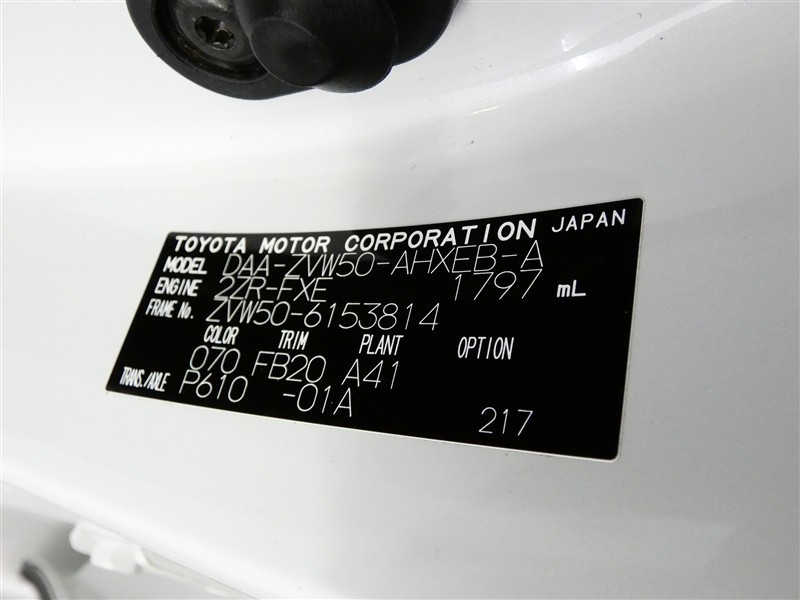 TOYOTA MOTOR CORPORATION JAPAN
MODEL DAA-ZVW50-AHXEB-A
ENGINE 2ZR-FXE 1797 mL
FRAME No. ZVW50-6153814
COLOR TRIM PLANT OPTION
070 FB20 A41
TRANS./AXLE P610 -01A
217